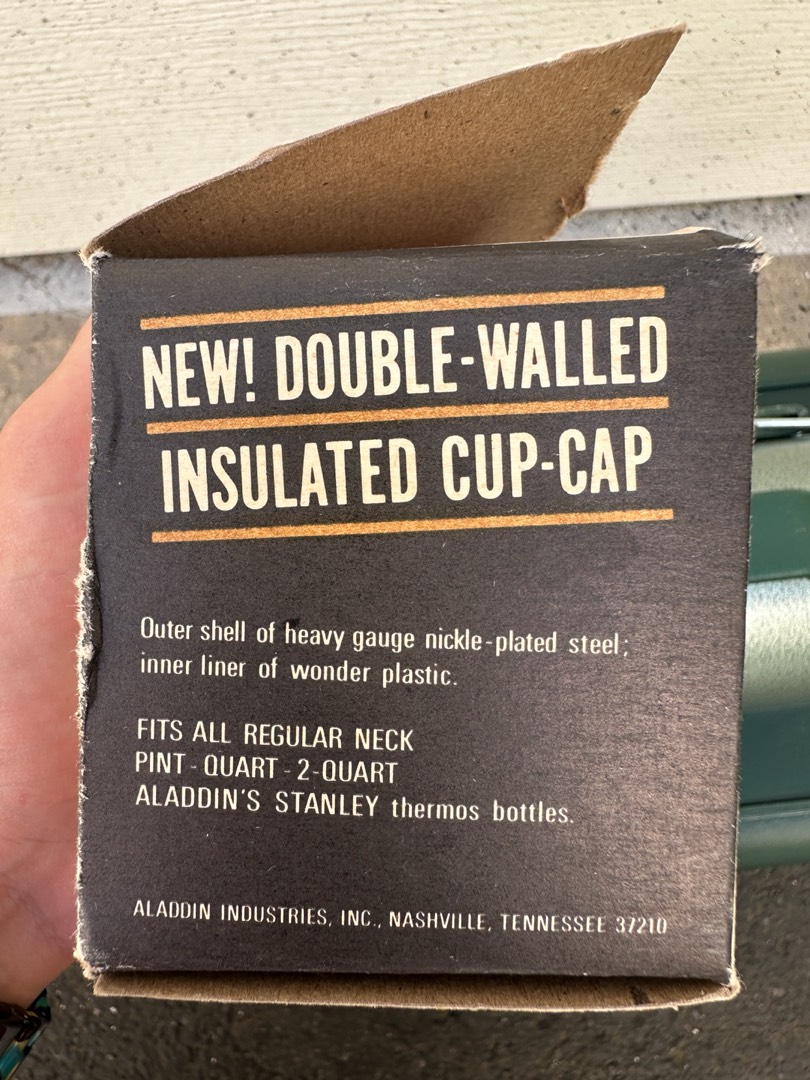 NEW! DOUBLE-WALLED
INSULATED CUP-CAP
Outer shell of heavy gauge nickle-plated steel;
inner liner of wonder plastic.
FITS ALL REGULAR NECK
PINT - QUART - 2-QUART
ALADDIN'S STANLEY thermos bottles.
ALADDIN INDUSTRIES, INC., NASHVILLE, TENNESSEE 37210